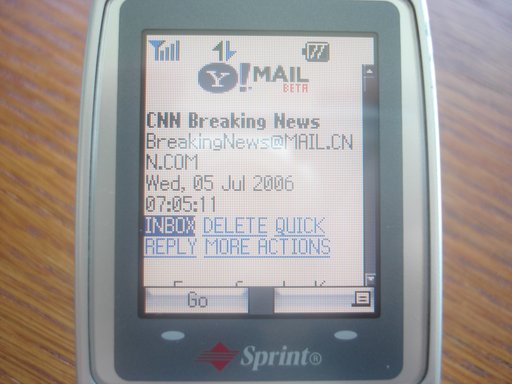 Y! MAIL
BETA
CNN Breaking News
BreakingNews@MAIL.CN
N.COM
Wed, 05 Jul 2006
07:05:11
INBOX DELETE QUICK
REPLY MORE ACTIONS
Go
Sprint®